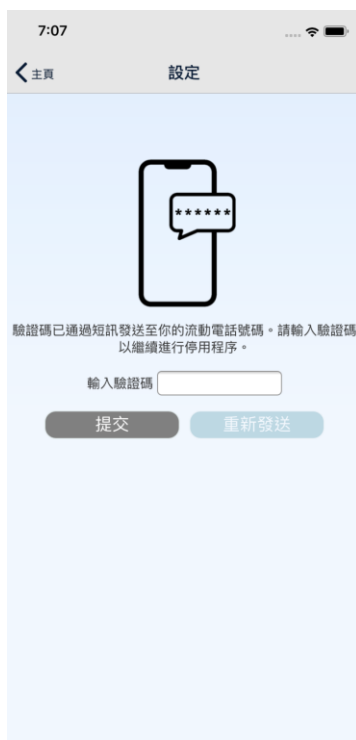 7:07
主頁
設定
******
驗證碼已通過短訊發送至你的流動電話號碼。請輸入驗證碼
以繼續進行停用程序。
輸入驗證碼
提交
重新發送